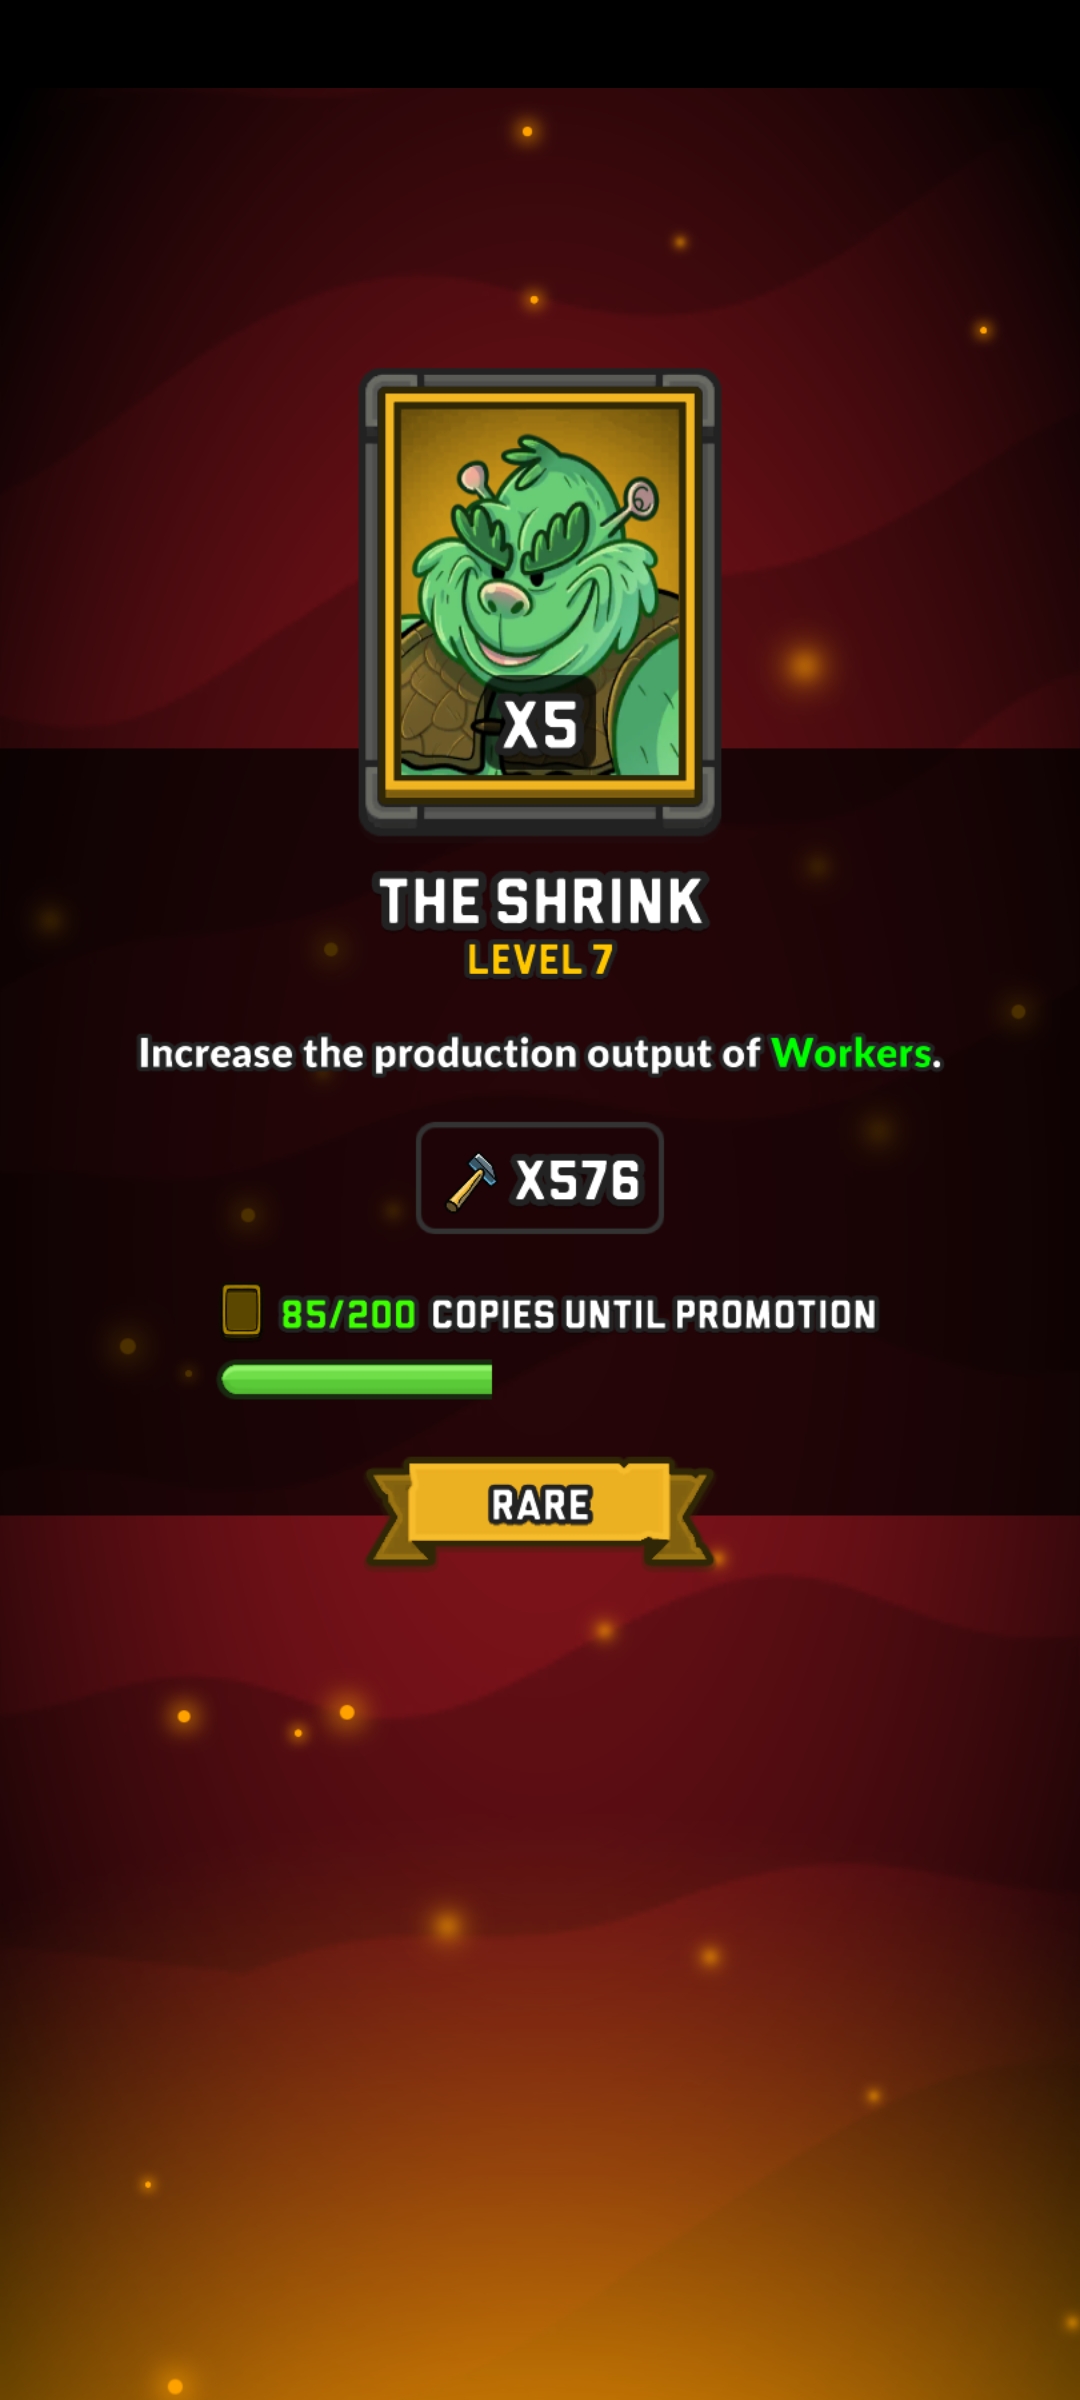 X5
THE SHRINK
LEVEL 7
Increase the production output of Workers.
X576
85/200 COPIES UNTIL PROMOTION
RARE